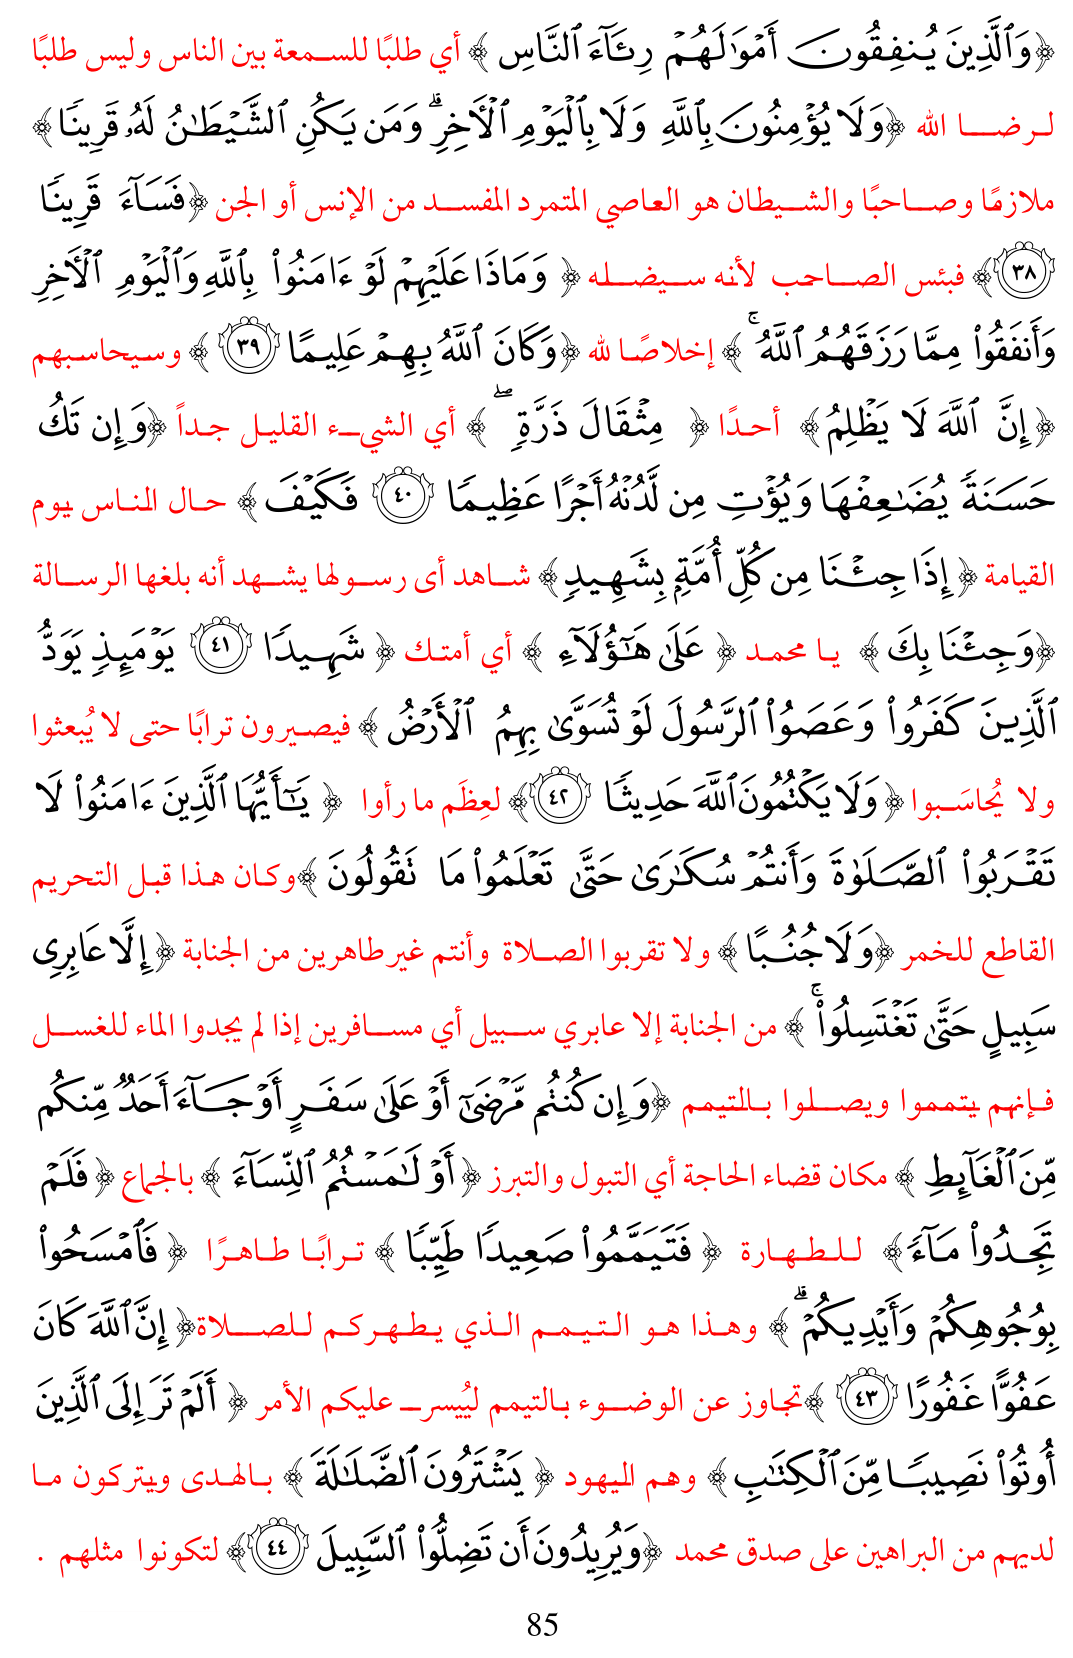 ﴿وَٱلَّذِينَ يُنفِقُونَ أَمْوَٰلَهُمْ رِئَآءَ ٱلنَّاسِ ﴾ أي طلبًا للسمعة بين الناس وليس طلبًا
لرضا الله ﴿وَلَا يُؤْمِنُونَ بِٱللَّهِ وَلَا بِٱلْيَوْمِ ٱلْأَخِرِ ۗ وَمَن يَكُنِ ٱلشَّيْطَٰنُ لَهُۥ قَرِينًا﴾
ملازمًا وصاحبًا والشيطان هو العاصي المتمرد المفسد من الإنس أو الجن ﴿فَسَآءَ قَرِينًا
٣٨﴾ فبئس الصاحب لأنه سيضله ﴿ وَمَاذَا عَلَيْهِمْ لَوْ ءَامَنُوا۟ بِٱللَّهِ وَٱلْيَوْمِ ٱلْأَخِرِ
وَأَنفَقُوا۟ مِمَّا رَزَقَهُمُ ٱللَّهُ ۚ ﴾ إخلاصًا لله ﴿وَكَانَ ٱللَّهُ بِهِمْ عَلِيمًا ٣٩ ﴾ وسيحاسبهم
﴿ إِنَّ ٱللَّهَ لَا يَظْلِمُ﴾ أحدًا ﴿ مِثْقَالَ ذَرَّةٍ ۖ ﴾ أي الشيء القليل جداً ﴿وَإِن تَكُ
حَسَنَةً يُضَٰعِفْهَا وَيُؤْتِ مِن لَّدُنْهُ أَجْرًا عَظِيمًا ٤٠ فَكَيْفَ ﴾ حال الناس يوم
القيامة ﴿ إِذَا جِئْنَا مِن كُلِّ أُمَّةٍۭ بِشَهِيدٍ﴾ شاهد أى رسولها يشهد أنه بلغها الرسالة
﴿وَجِئْنَا بِكَ ﴾ يا محمد ﴿ عَلَىٰ هَٰٓؤُلَآءِ ﴾ أي أمتك ﴿ شَهِيدًا ٤١ يَوْمَئِذٍ يَوَدُّ
ٱلَّذِينَ كَفَرُوا۟ وَعَصَوُا۟ ٱلرَّسُولَ لَوْ تُسَوَّىٰ بِهِمُ ٱلْأَرْضُ ﴾ فيصيرون ترابًا حتى لا يُبعثوا
ولا يُحاسَبوا ﴿وَلَا يَكْتُمُونَ ٱللَّهَ حَدِيثًا ٤٢﴾ لعِظَم ما رأوا ﴿ يَٰٓأَيُّهَا ٱلَّذِينَ ءَامَنُوا۟ لَا
تَقْرَبُوا۟ ٱلصَّلَوٰةَ وَأَنتُمْ سُكَٰرَىٰ حَتَّىٰ تَعْلَمُوا۟ مَا تَقُولُونَ ﴾وكان هذا قبل التحريم
القاطع للخمر ﴿وَلَا جُنُبًا ﴾ ولا تقربوا الصلاة وأنتم غير طاهرين من الجنابة ﴿ إِلَّا عَابِرِى
سَبِيلٍ حَتَّىٰ تَغْتَسِلُوا۟ ۚ ﴾ من الجنابة إلا عابري سبيل أي مسافرين إذا لم يجدوا الماء للغسل
فإنهم يتمموا ويصلوا بالتيمم ﴿وَإِن كُنتُم مَّرْضَىٰٓ أَوْ عَلَىٰ سَفَرٍ أَوْ جَآءَ أَحَدٌ مِّنكُم
مِّنَ ٱلْغَآئِطِ ﴾ مكان قضاء الحاجة أي التبول والتبرز ﴿أَوْ لَٰمَسْتُمُ ٱلنِّسَآءَ ﴾ بالجماع ﴿ فَلَمْ
تَجِدُوا۟ مَآءً﴾ للطهارة ﴿ فَتَيَمَّمُوا۟ صَعِيدًا طَيِّبًا ﴾ ترابًا طاهرًا ﴿ فَٱمْسَحُوا۟
بِوُجُوهِكُمْ وَأَيْدِيكُمْ ۗ ﴾ وهذا هو التيمم الذي يطهركم للصلاة﴿ إِنَّ ٱللَّهَ كَانَ
عَفُوًّا غَفُورًا ٤٣ ﴾تجاوز عن الوضوء بالتيمم ليُيسر عليكم الأمر ﴿ أَلَمْ تَرَ إِلَى ٱلَّذِينَ
أُوتُوا۟ نَصِيبًا مِّنَ ٱلْكِتَٰبِ﴾ وهم اليهود ﴿ يَشْتَرُونَ ٱلضَّلَٰلَةَ ﴾ بالهدى ويتركون ما
لديهم من البراهين على صدق محمد ﴿وَيُرِيدُونَ أَن تَضِلُّوا۟ ٱلسَّبِيلَ ٤٤﴾ لتكونوا مثلهم .
85